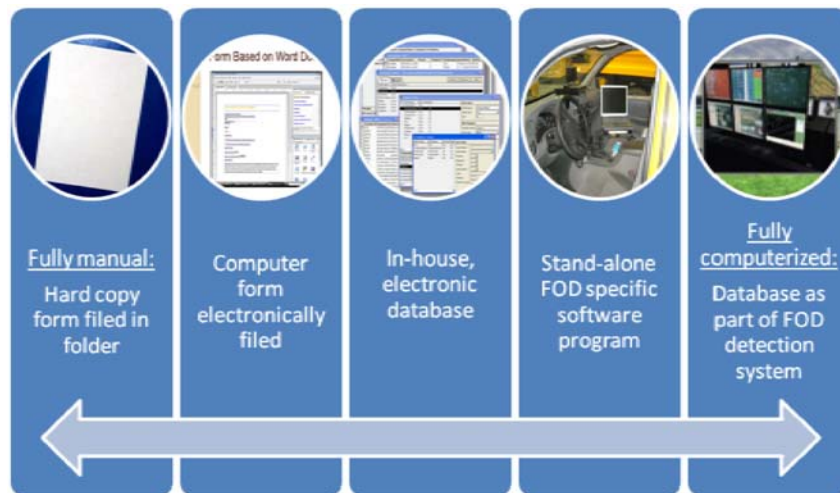 Form Based on Word Do
Fully manual:
Hard copy
form filed in
folder
Computer
form
electronically
filed
In-house,
electronic
database
Stand-alone
FOD specific
software
program
Fully
computerized:
Database as
part of FOD
detection
system